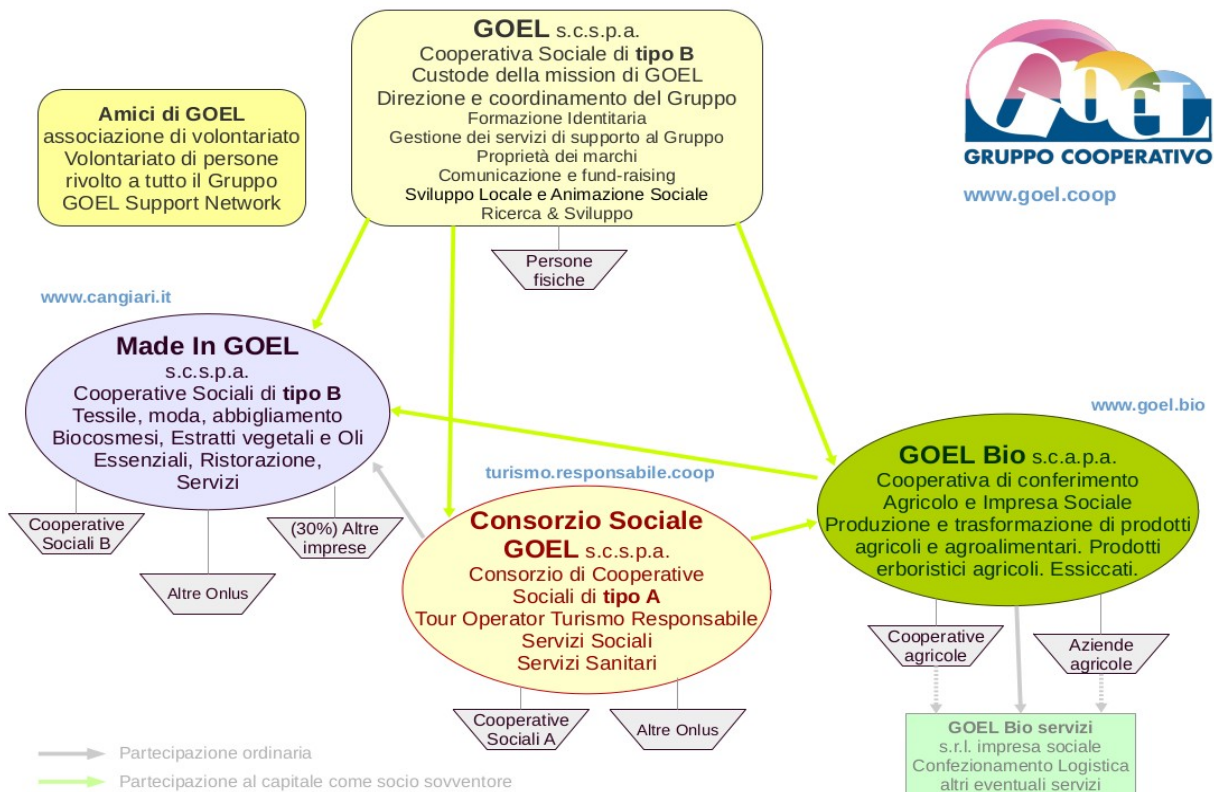 GOEL s.c.s.p.a.
Cooperativa Sociale di tipo B
Custode della mission di GOEL
Direzione e coordinamento del Gruppo
Formazione Identitaria
Gestione dei servizi di supporto al Gruppo
Proprietà dei marchi
Comunicazione e fund-raising
Sviluppo Locale e Animazione Sociale
Ricerca & Sviluppo
Persone
fisiche
Amici di GOEL
associazione di volontariato
Volontariato di persone
rivolto a tutto il Gruppo
GOEL Support Network
GOEL
GRUPPO COOPERATIVO
www.goel.coop
www.cangiari.it
Made In GOEL
s.c.s.p.a.
Cooperative Sociali di tipo B
Tessile, moda, abbigliamento
Biocosmesi, Estratti vegetali e Oli
Essenziali, Ristorazione,
Servizi
Cooperative
Sociali B
Altre Onlus
(30%) Altre
imprese
turismo.responsabile.coop
Consorzio Sociale
GOEL s.c.s.p.a.
Consorzio di Cooperative
Sociali di tipo A
Tour Operator Turismo Responsabile
Servizi Sociali
Servizi Sanitari
Cooperative
Sociali A
Altre Onlus
www.goel.bio
GOEL Bio s.c.a.p.a.
Cooperativa di conferimento
Agricolo e Impresa Sociale
Produzione e trasformazione di prodotti
agricoli e agroalimentari. Prodotti
erboristici agricoli. Essiccati.
Cooperative
agricole
Aziende
agricole
GOEL Bio servizi
s.r.l. impresa sociale
Confezionamento Logistica
altri eventuali servizi
Partecipazione ordinaria
Partecipazione al capitale come socio sovventore